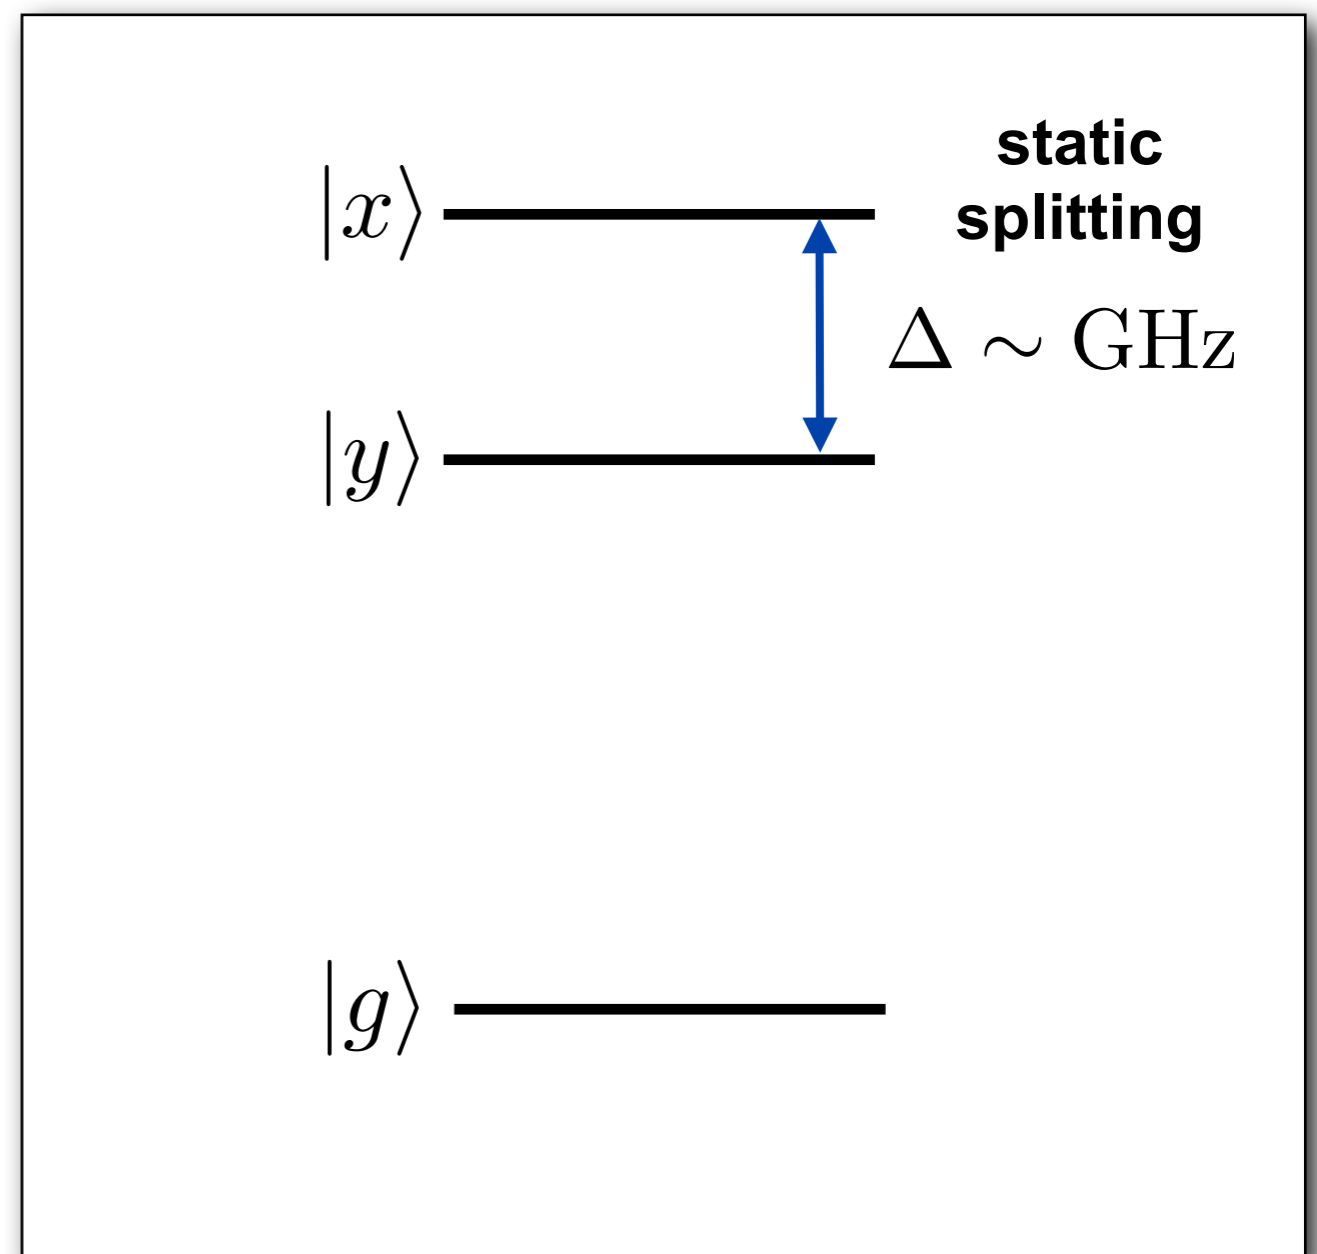 static
splitting
|x⟩
Δ ∼ GHz
|y⟩
|g⟩